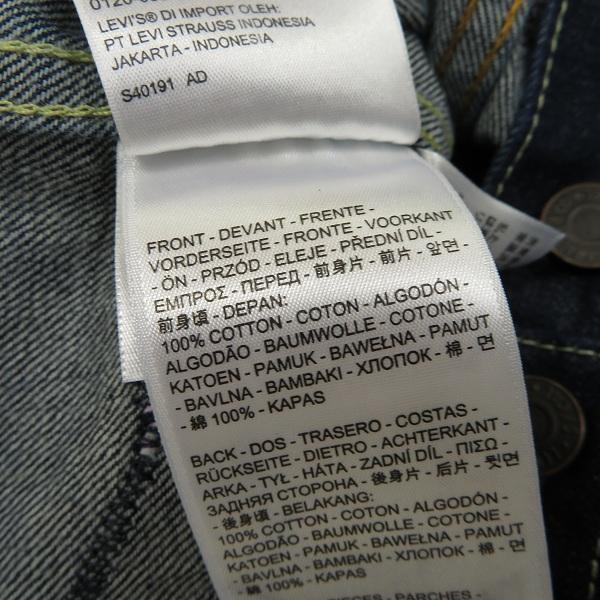 LEVI'S® DI IMPORT OLEH:
PT LEVI STRAUSS INDONESIA
JAKARTA - INDONESIA
S40191 AD
FRONT - DEVANT - FRENTE -
VORDERSEITE - FRONTE - VOORKANT
- ÖN - PRZÓD - ELEJE - PŘEDNÍ DÍL -
ΕΜΠΡΟΣ - ПЕРЕД - 前身片 - 前片 - 앞면 -
前身頃 - DEPAN:
100% COTTON - COTON - ALGODÓN -
ALGODÃO - BAUMWOLLE - COTONE -
KATOEN - PAMUK - BAWEŁNA - PAMUT
- BAVLNA - BAMBAKI - ХЛОПОК - 棉 - 면
- 綿 100% - KAPAS
BACK - DOS - TRASERO - COSTAS -
RÜCKSEITE - DIETRO - ACHTERKANT -
ARKA - TYŁ - HÁTA - ZADNÍ DÍL - ΠΙΣΩ -
ЗАДНЯЯ СТОРОНА - 後身片 - 后片 - 뒷면
- 後身頃 - BELAKANG:
100% COTTON - COTON - ALGODÓN -
ALGODÃO - BAUMWOLLE - COTONE -
KATOEN - PAMUK - BAWEŁNA - PAMUT
- BAVLNA - BAMBAKI - ХЛОПОК - 棉 - 면
- 綿 100% - KAPAS
PIECES - PARCHES -